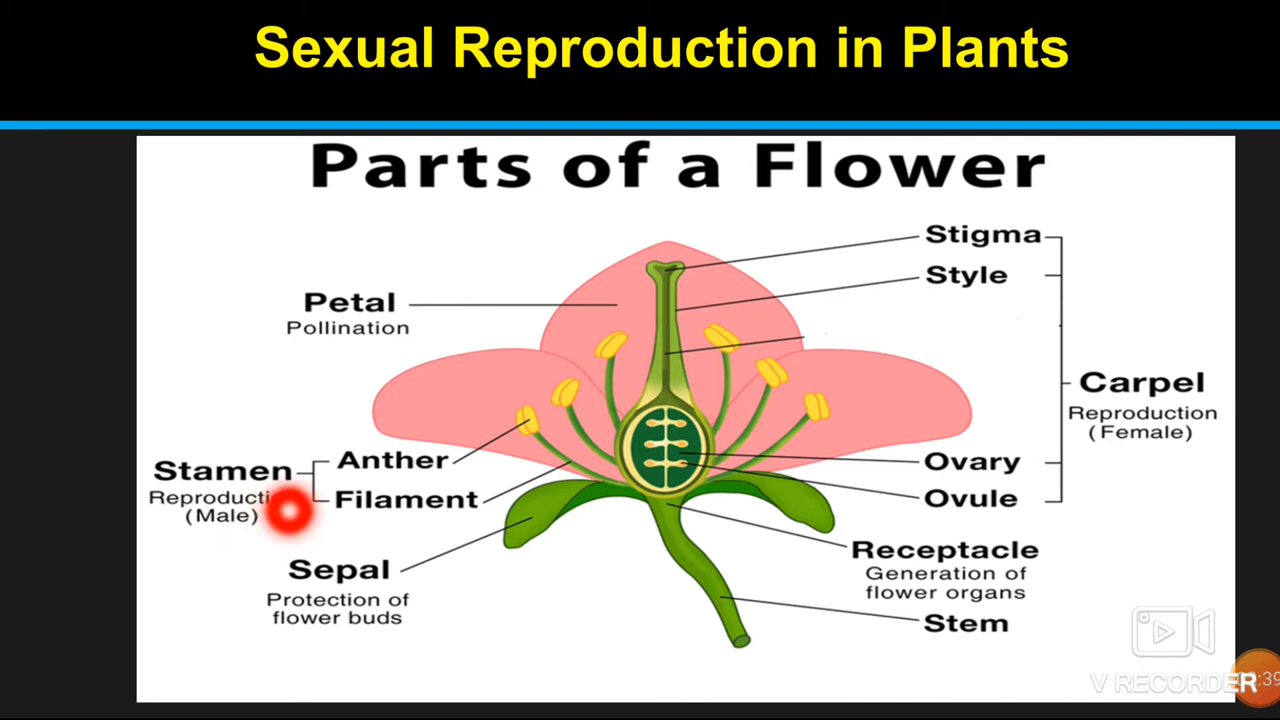 Sexual Reproduction in Plants
Parts of a Flower
Stigma
Style
Petal
Pollination
Carpel
Reproduction
(Female)
Anther
Stamen
Filament
(Male)
Ovary
Ovule
Sepal
Protection of
flower buds
Receptacle
Generation of
flower organs
Stem
V RECORDER
:39